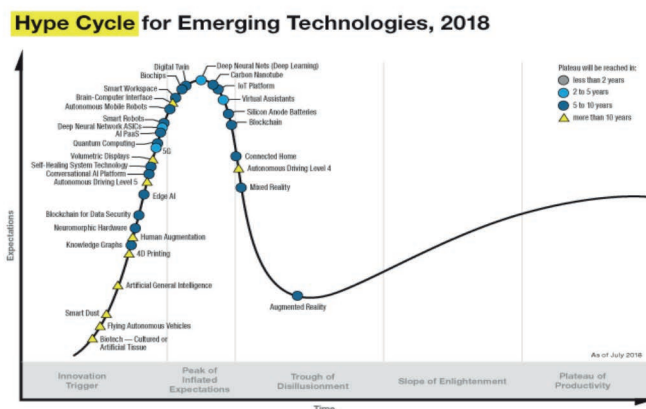 Hype Cycle for Emerging Technologies, 2018
Plateau will be reached in:
less than 2 years
2 to 5 years
5 to 10 years
more than 10 years
Expectations
Digital Twin
Biochips
Smart Workspace
Brain-Computer Interface
Autonomous Mobile Robots
Smart Robots
Deep Neural Network ASICs
AI PaaS
Quantum Computing
5G
Volumetric Displays
Self-Healing System Technology
Conversational AI Platform
Autonomous Driving Level 5
Edge AI
Blockchain for Data Security
Neuromorphic Hardware
Human Augmentation
Knowledge Graphs
4D Printing
Artificial General Intelligence
Smart Dust
Flying Autonomous Vehicles
Biotech — Cultured or
Artificial Tissue
Deep Neural Nets (Deep Learning)
Carbon Nanotube
IoT Platform
Virtual Assistants
Silicon Anode Batteries
Blockchain
Connected Home
Autonomous Driving Level 4
Mixed Reality
Augmented Reality
As of July 2018
Innovation
Trigger
Peak of
Inflated
Expectations
Trough of
Disillusionment
Slope of Enlightenment
Plateau of
Productivity
Time